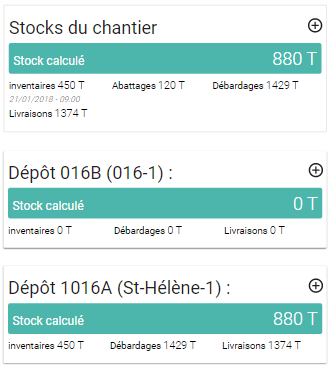 Stocks du chantier
Stock calculé 880 T
inventaires 450 T Abattages 120 T Débardages 1429 T
21/01/2018 - 09:00
Livraisons 1374 T
Dépôt 016B (016-1) :
Stock calculé 0 T
inventaires 0 T Débardages 0 T Livraisons 0 T
Dépôt 1016A (St-Hélène-1) :
Stock calculé 880 T
inventaires 450 T Débardages 1429 T Livraisons 1374 T